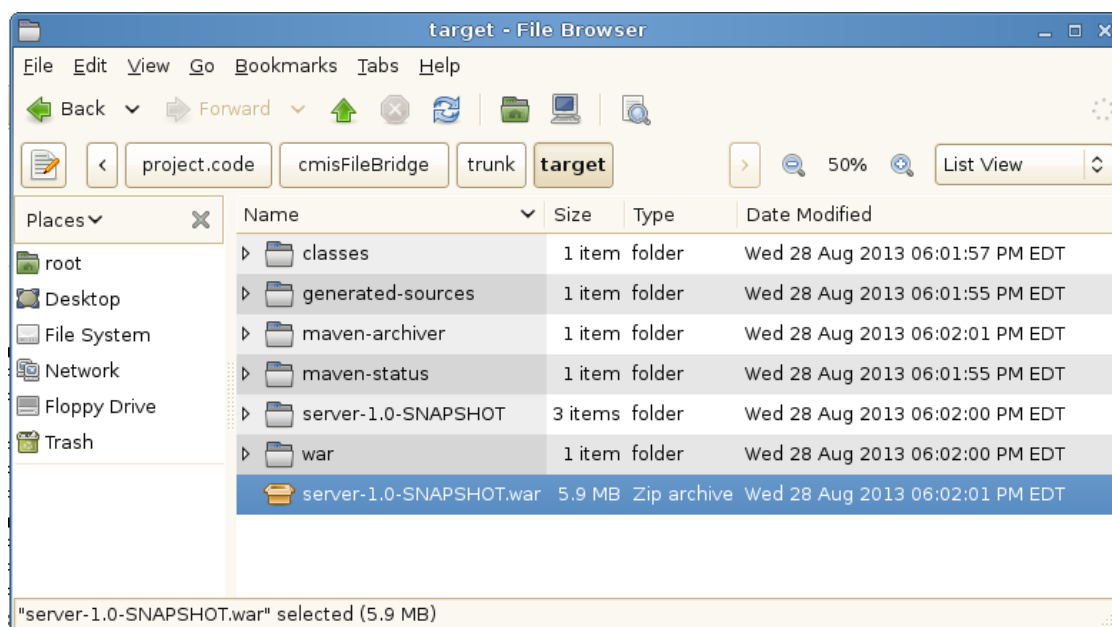 target - File Browser
File Edit View Go Bookmarks Tabs Help
Back Forward
project.code cmisFileBridge trunk target 50% List View
Places Name Size Type Date Modified
root
Desktop
File System
Network
Floppy Drive
Trash
classes 1 item folder Wed 28 Aug 2013 06:01:57 PM EDT
generated-sources 1 item folder Wed 28 Aug 2013 06:01:55 PM EDT
maven-archiver 1 item folder Wed 28 Aug 2013 06:02:01 PM EDT
maven-status 1 item folder Wed 28 Aug 2013 06:01:55 PM EDT
server-1.0-SNAPSHOT 3 items folder Wed 28 Aug 2013 06:02:00 PM EDT
war 1 item folder Wed 28 Aug 2013 06:02:00 PM EDT
server-1.0-SNAPSHOT.war 5.9 MB Zip archive Wed 28 Aug 2013 06:02:01 PM EDT
"server-1.0-SNAPSHOT.war" selected (5.9 MB)